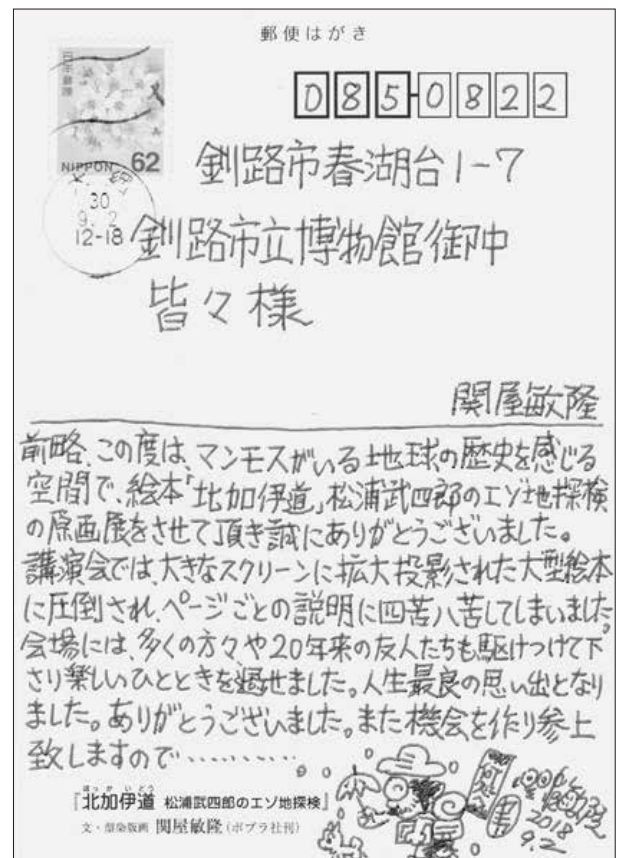 郵便はがき
日本郵便
NIPPON 62
30
9. 2
12-18
085-0822
釧路市春湖台1-7
釧路市立博物館御中
皆々様
関屋敏隆
前略、この度は、マンモスがいる地球の歴史を感じる
空間で、絵本「北加伊道」松浦武四郎のエゾ地探検
の原画展をさせて頂き誠にありがとうございました。
講演会では、大きなスクリーンに拡大投影された大型絵本
に圧倒され、ページごとの説明に四苦八苦してしまいました。
会場には、多くの方々や20年来の友人たちも駆けつけて下
さり楽しいひとときを過せました。人生最良の思い出となり
ました。ありがとうございました。また機会を作り参上
致しますので…………
ほっかいどう
『北加伊道 松浦武四郎のエゾ地探検』
文・型染版画 関屋敏隆(ポプラ社刊)
2018
9.2